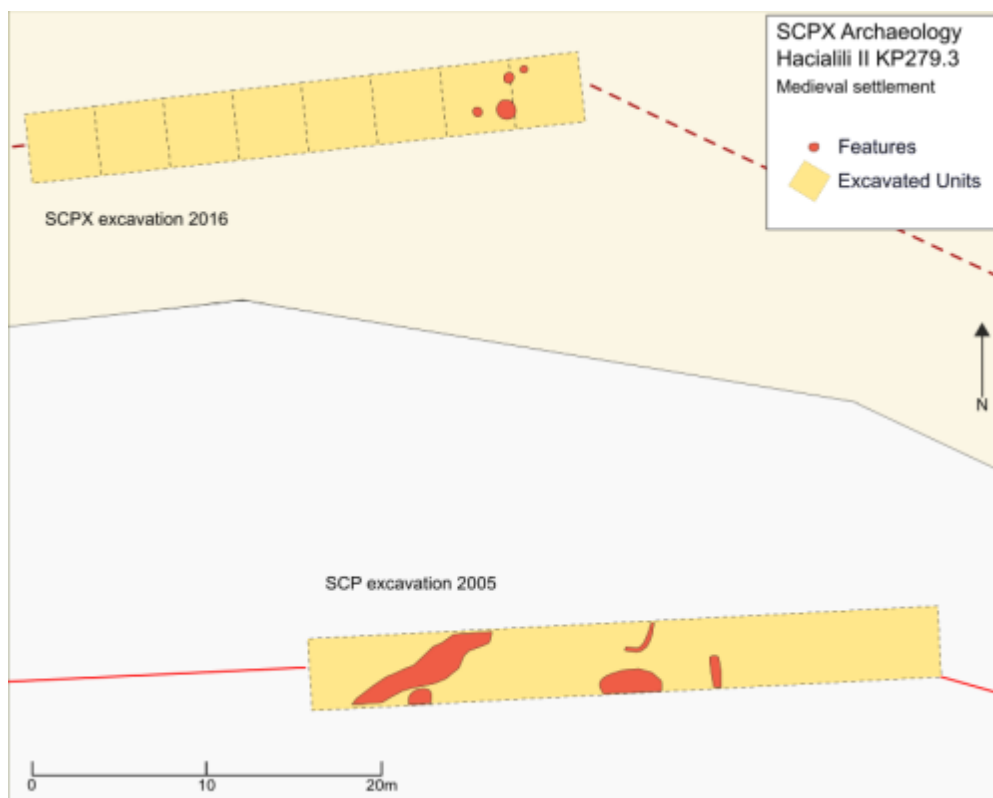 SCPX Archaeology
Hacialili II KP279.3
Medieval settlement
Features
Excavated Units
SCPX excavation 2016
N
SCP excavation 2005
0 10 20m